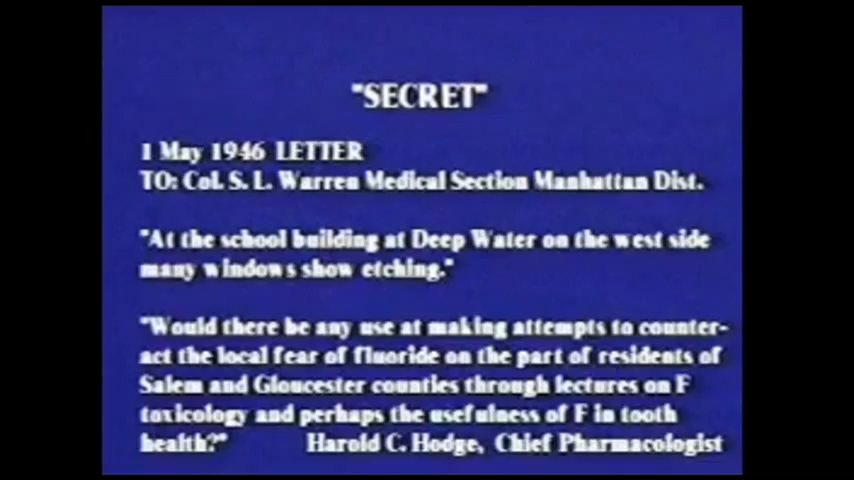 "SECRET"
1 May 1946 LETTER
TO: Col. S. L. Warren Medical Section Manhattan Dist.
"At the school building at Deep Water on the west side
many windows show etching."
"Would there be any use at making attempts to counter-
act the local fear of fluoride on the part of residents of
Salem and Gloucester counties through lectures on F
toxicology and perhaps the usefulness of F in tooth
health?" Harold C. Hodge, Chief Pharmacologist